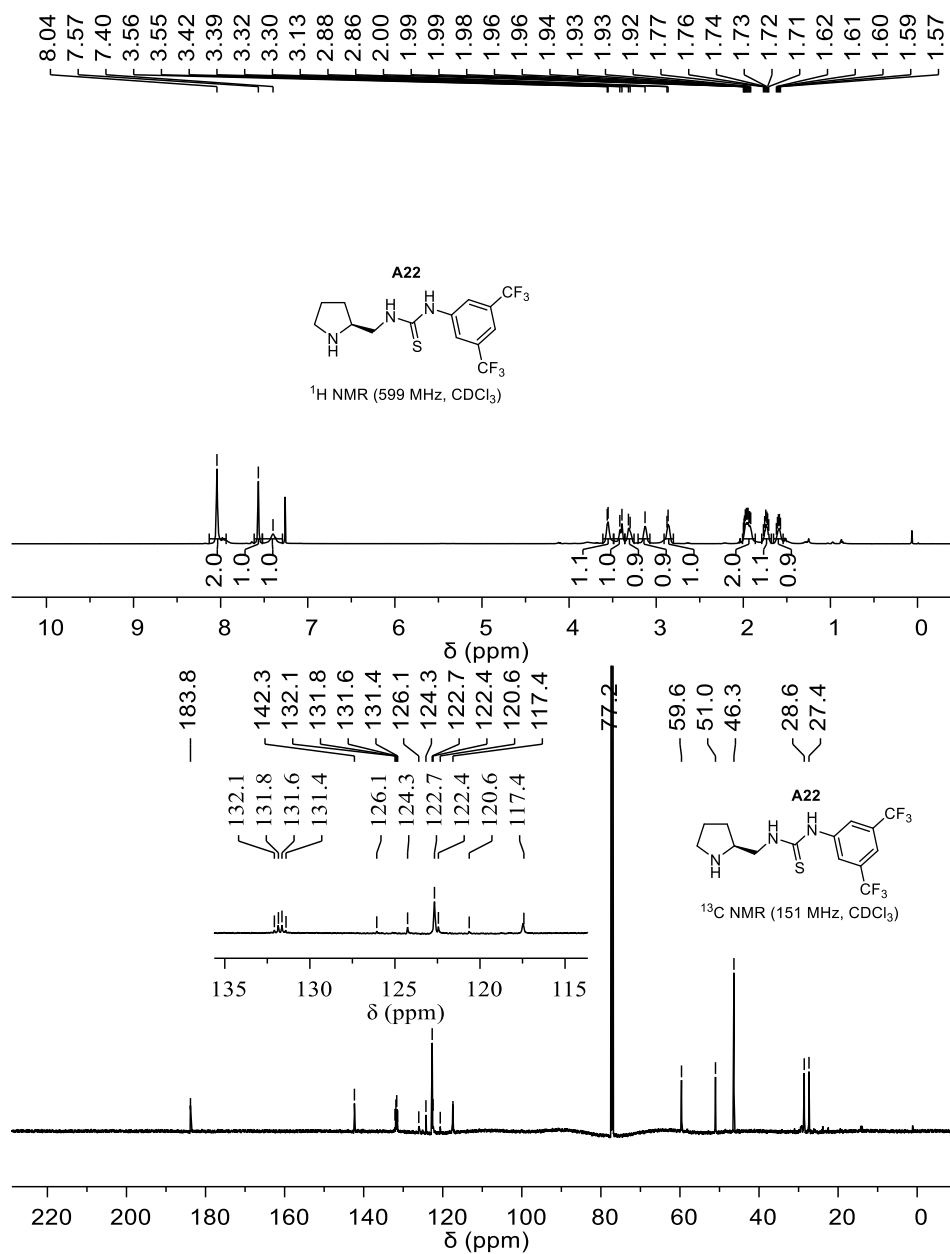 8.04 7.57 7.40 3.56 3.55 3.42 3.39 3.32 3.30 3.13 2.88 2.86 2.00 1.99 1.99 1.98 1.96 1.96 1.94 1.93 1.93 1.92 1.77 1.76 1.74 1.73 1.72 1.71 1.62 1.61 1.60 1.59 1.57
A22
H
N
H
N
CF3
N
H
S
CF3
1H NMR (599 MHz, CDCl3)
2.0 1.0 1.0 1.1 1.0 0.9 0.9 1.0 2.0 1.1 0.9
10 9 8 7 6 5 4 3 2 1 0
δ (ppm)
183.8 142.3 132.1 131.8 131.6 131.4 126.1 124.3 122.7 122.4 120.6 117.4 77.2 59.6 51.0 46.3 28.6 27.4
132.1 131.8 131.6 131.4 126.1 124.3 122.7 122.4 120.6 117.4
135 130 125 120 115
δ (ppm)
A22
H
N
H
N
CF3
N
H
S
CF3
13C NMR (151 MHz, CDCl3)
220 200 180 160 140 120 100 80 60 40 20 0
δ (ppm)